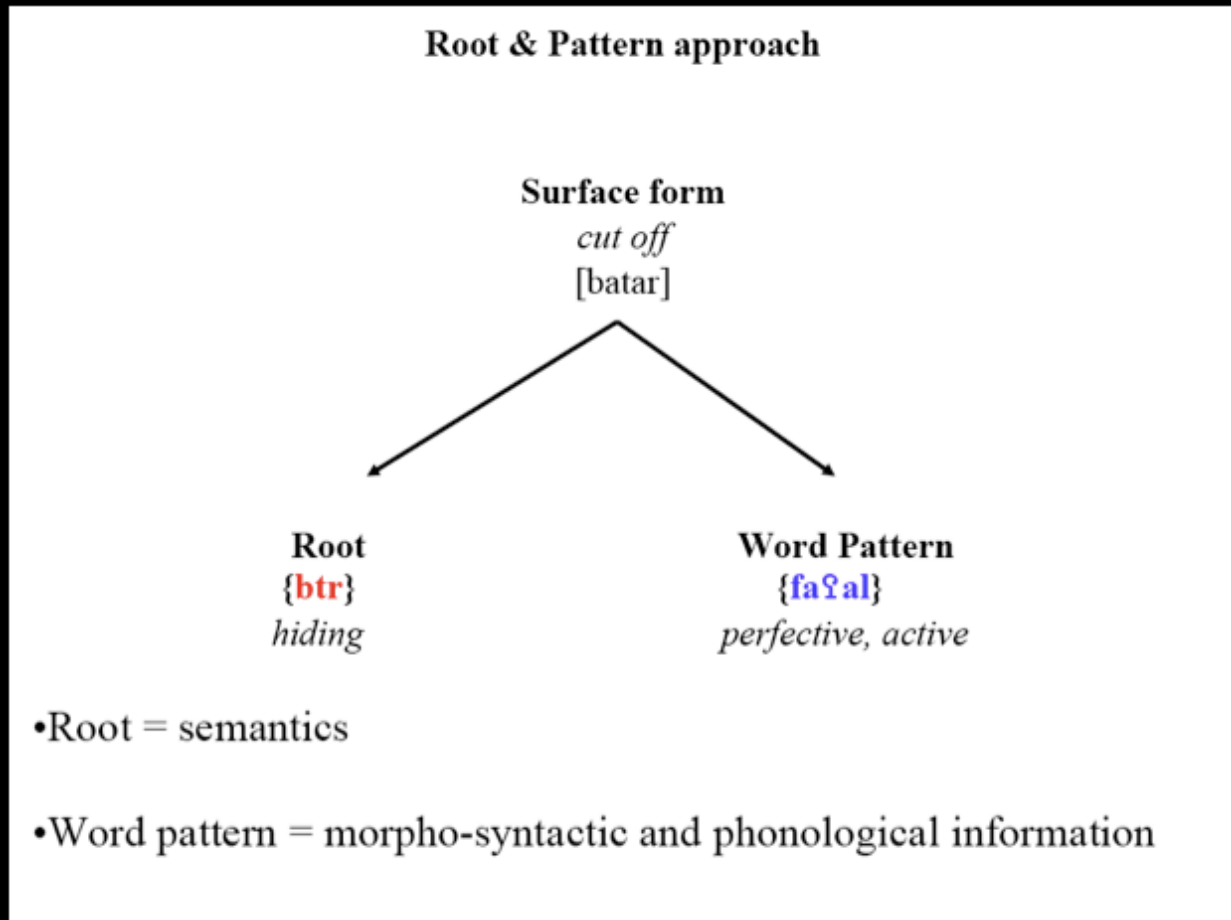 Root & Pattern approach
Surface form
cut off
[batar]
Root
{btr}
hiding
Word Pattern
{faʕal}
perfective, active
•Root = semantics
•Word pattern = morpho-syntactic and phonological information